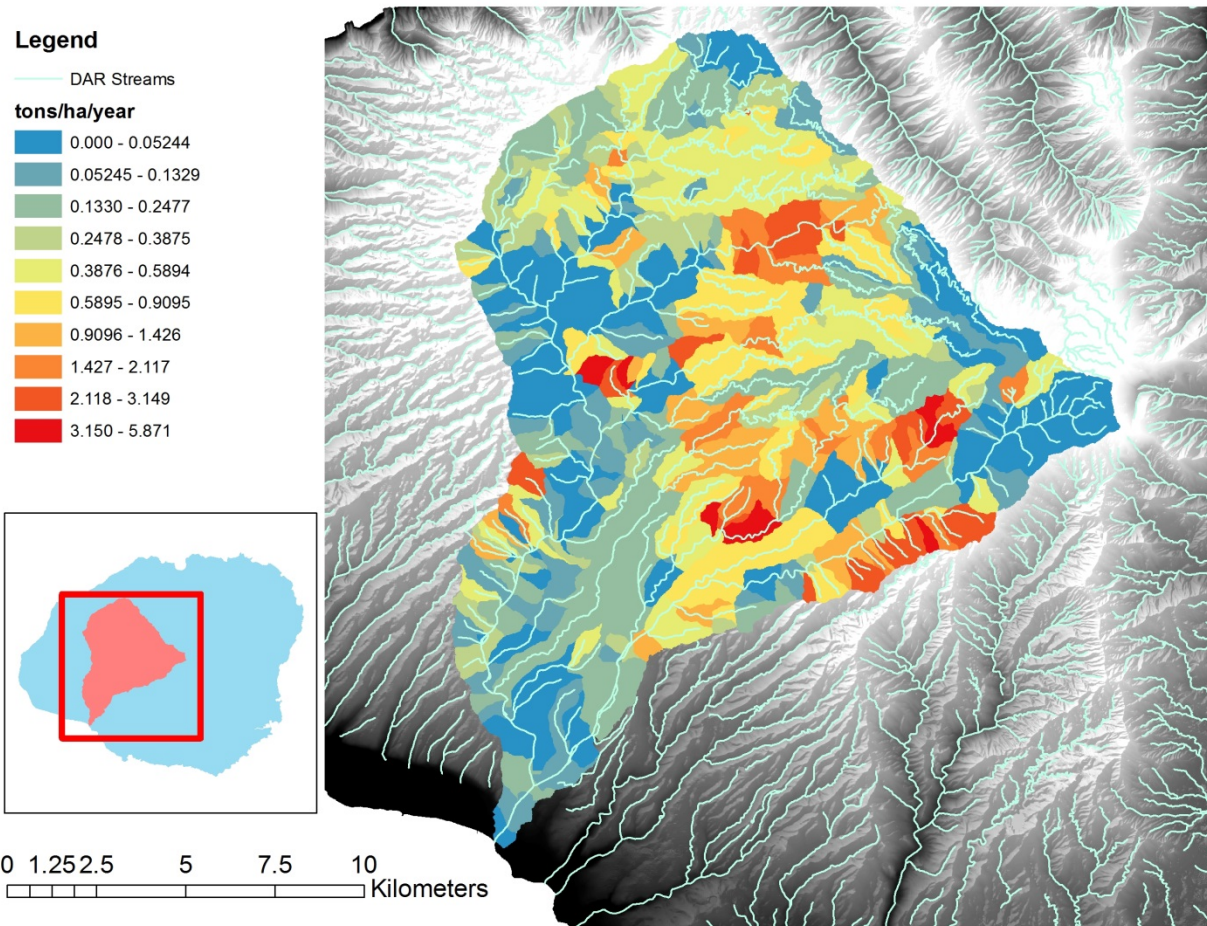 Legend
DAR Streams
tons/ha/year
0.000 - 0.05244
0.05245 - 0.1329
0.1330 - 0.2477
0.2478 - 0.3875
0.3876 - 0.5894
0.5895 - 0.9095
0.9096 - 1.426
1.427 - 2.117
2.118 - 3.149
3.150 - 5.871
0 1.25 2.5 5 7.5 10
Kilometers